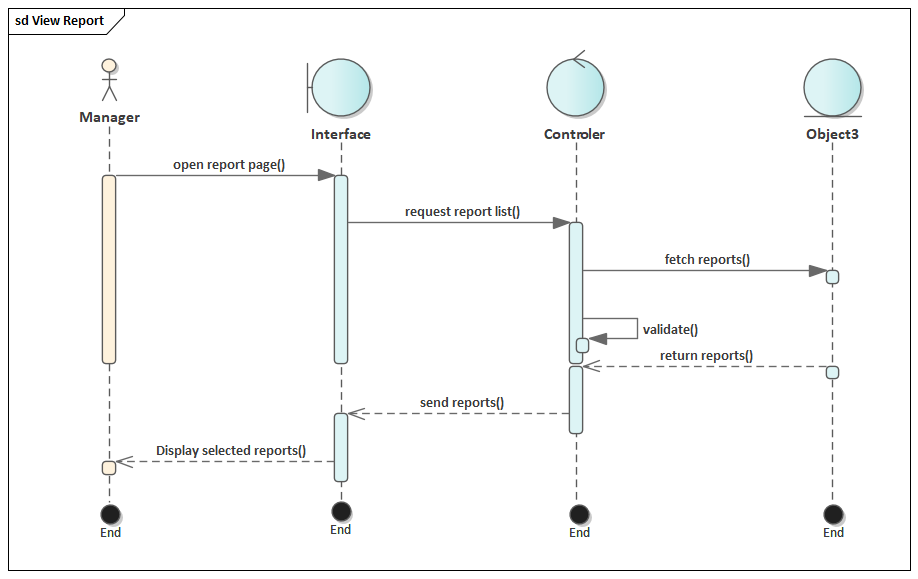 sd View Report
Manager
Interface
Controler
Object3
open report page()
request report list()
fetch reports()
validate()
return reports()
send reports()
Display selected reports()
End
End
End
End